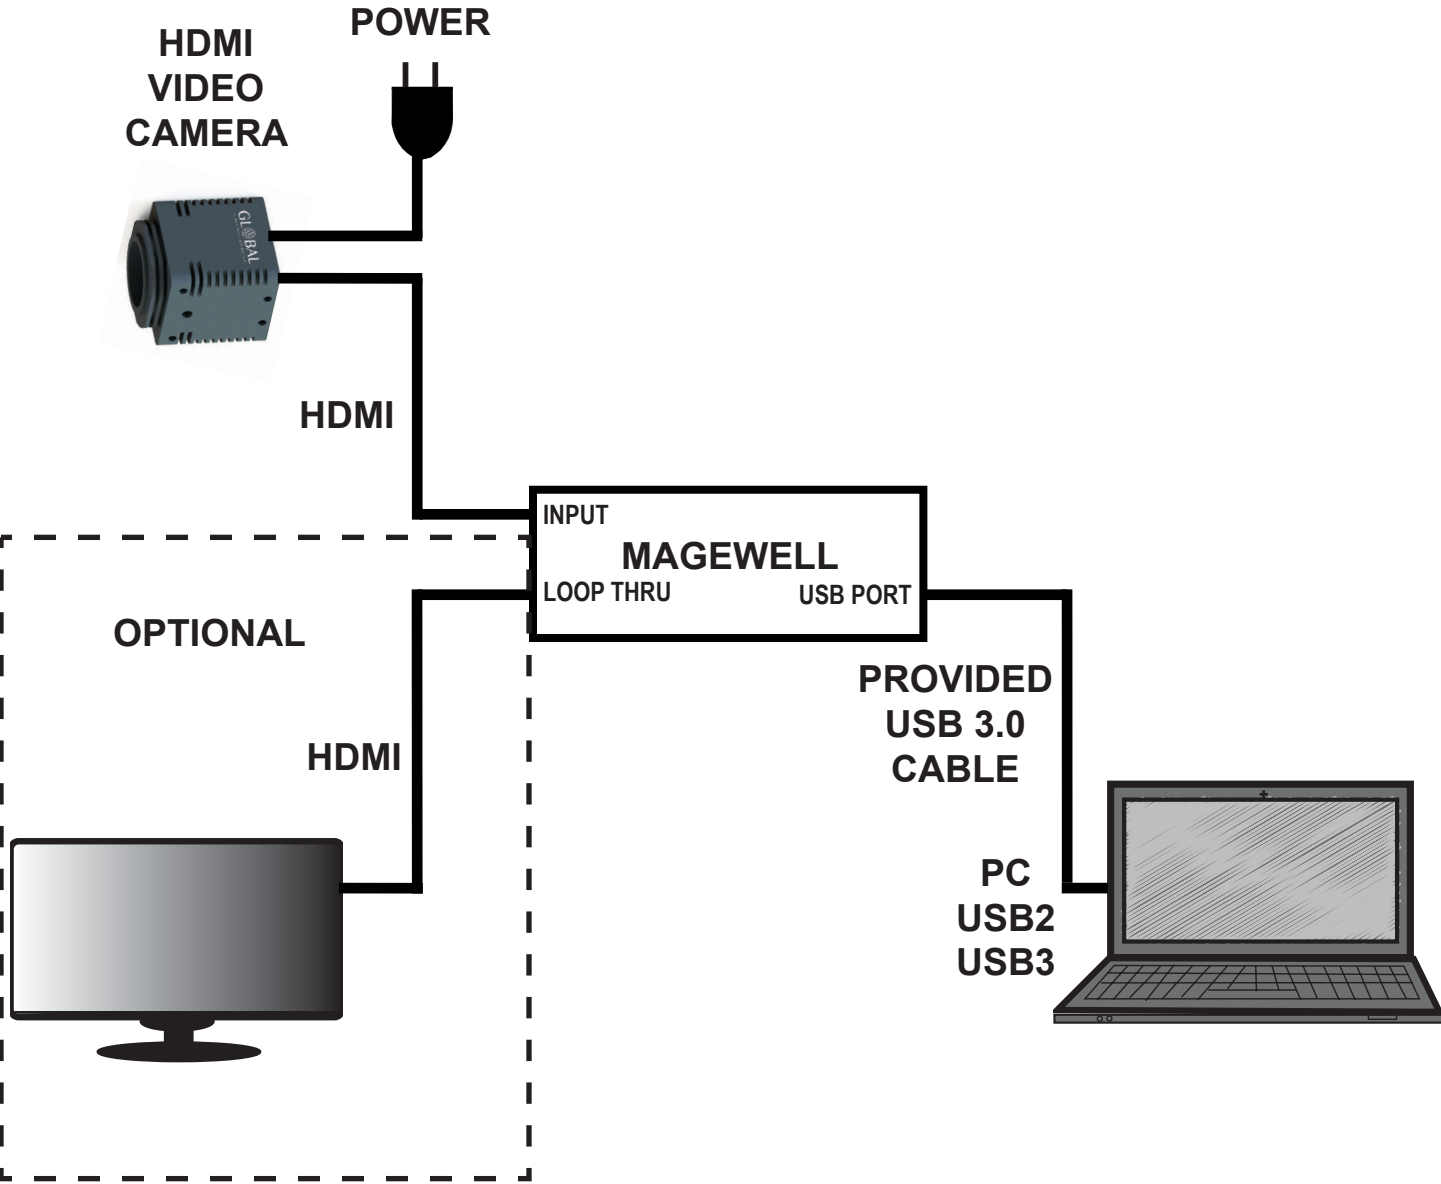 POWER
HDMI
VIDEO
CAMERA
GLOBAL
HDMI
INPUT
MAGEWELL
LOOP THRU
USB PORT
OPTIONAL
PROVIDED
USB 3.0
CABLE
HDMI
PC
USB2
USB3